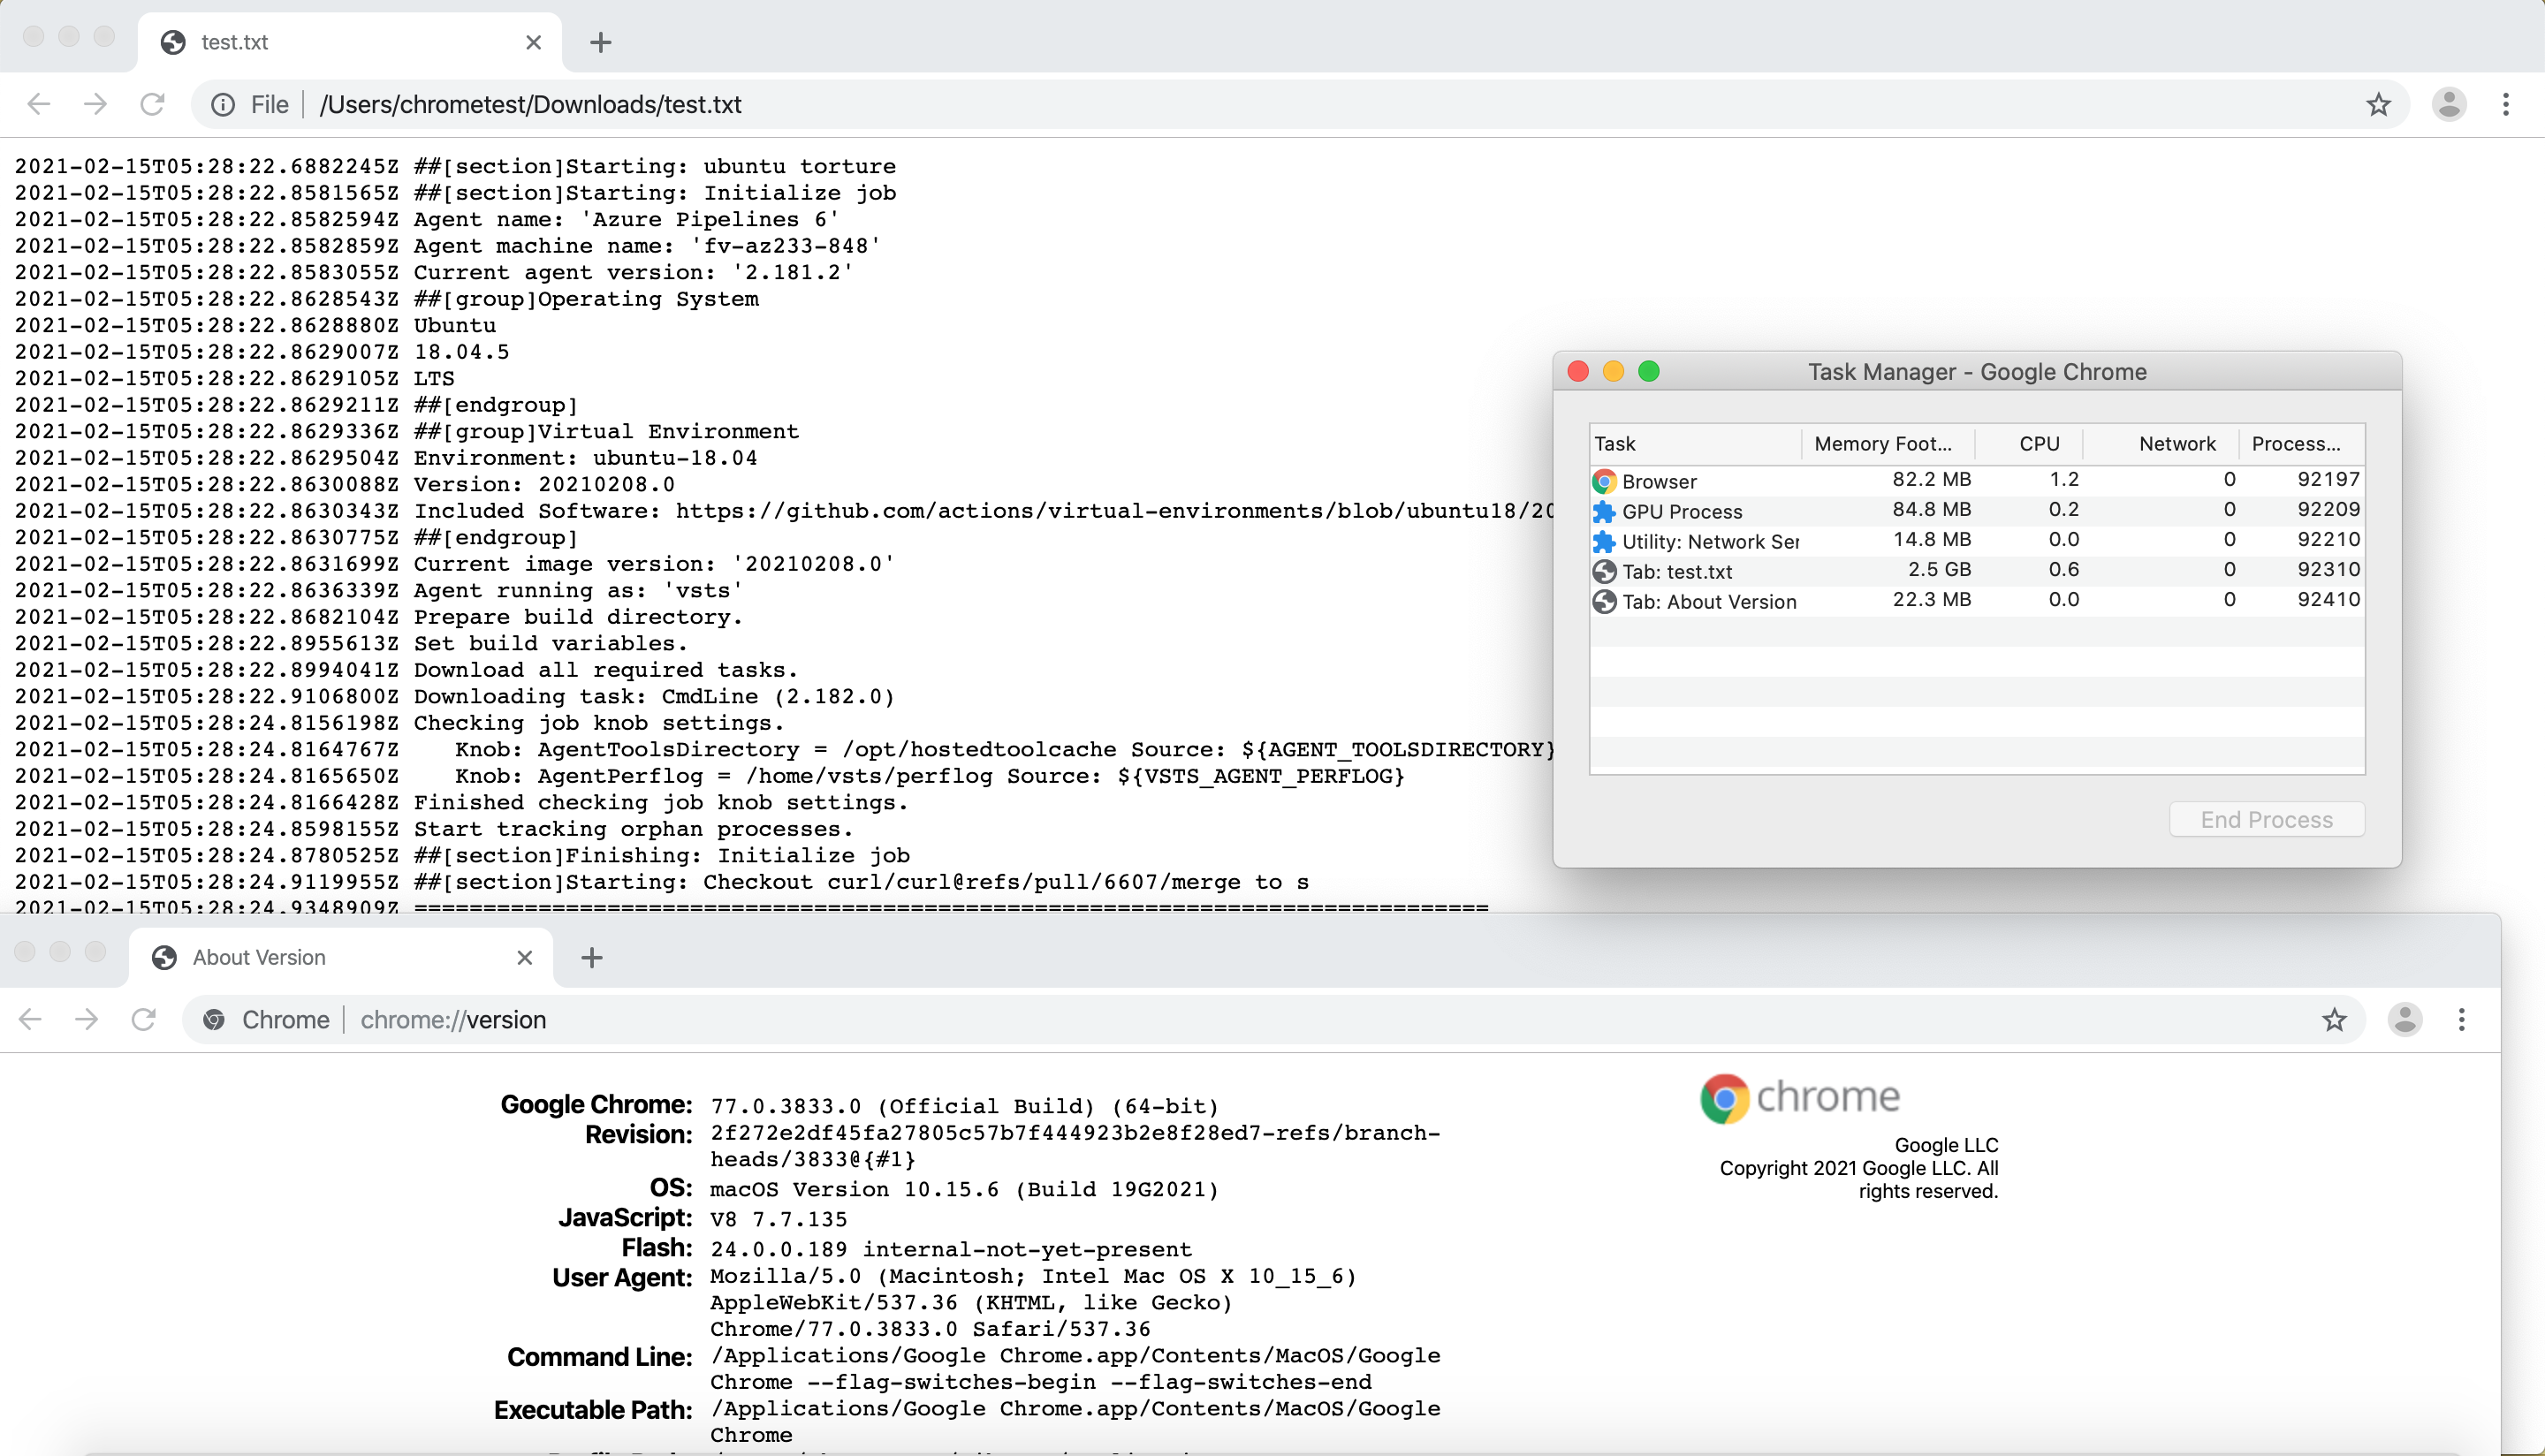 test.txt
File /Users/chrometest/Downloads/test.txt
2021-02-15T05:28:22.6882245Z ##[section]Starting: ubuntu torture
2021-02-15T05:28:22.8581565Z ##[section]Starting: Initialize job
2021-02-15T05:28:22.8582594Z Agent name: 'Azure Pipelines 6'
2021-02-15T05:28:22.8582859Z Agent machine name: 'fv-az233-848'
2021-02-15T05:28:22.8583055Z Current agent version: '2.181.2'
2021-02-15T05:28:22.8628543Z ##[group]Operating System
2021-02-15T05:28:22.8628880Z Ubuntu
2021-02-15T05:28:22.8629007Z 18.04.5
2021-02-15T05:28:22.8629105Z LTS
2021-02-15T05:28:22.8629211Z ##[endgroup]
2021-02-15T05:28:22.8629336Z ##[group]Virtual Environment
2021-02-15T05:28:22.8629504Z Environment: ubuntu-18.04
2021-02-15T05:28:22.8630088Z Version: 20210208.0
2021-02-15T05:28:22.8630343Z Included Software: https://github.com/actions/virtual-environments/blob/ubuntu18/20
2021-02-15T05:28:22.8630775Z ##[endgroup]
2021-02-15T05:28:22.8631699Z Current image version: '20210208.0'
2021-02-15T05:28:22.8636339Z Agent running as: 'vsts'
2021-02-15T05:28:22.8682104Z Prepare build directory.
2021-02-15T05:28:22.8955613Z Set build variables.
2021-02-15T05:28:22.8994041Z Download all required tasks.
2021-02-15T05:28:22.9106800Z Downloading task: CmdLine (2.182.0)
2021-02-15T05:28:24.8156198Z Checking job knob settings.
2021-02-15T05:28:24.8164767Z    Knob: AgentToolsDirectory = /opt/hostedtoolcache Source: ${AGENT_TOOLSDIRECTORY}
2021-02-15T05:28:24.8165650Z    Knob: AgentPerflog = /home/vsts/perflog Source: ${VSTS_AGENT_PERFLOG}
2021-02-15T05:28:24.8166428Z Finished checking job knob settings.
2021-02-15T05:28:24.8598155Z Start tracking orphan processes.
2021-02-15T05:28:24.8780525Z ##[section]Finishing: Initialize job
2021-02-15T05:28:24.9119955Z ##[section]Starting: Checkout curl/curl@refs/pull/6607/merge to s
2021-02-15T05:28:24.9348909Z ==============================================================================
Task Manager - Google Chrome
Task Memory Foot... CPU Network Process...
Browser 82.2 MB 1.2 0 92197
GPU Process 84.8 MB 0.2 0 92209
Utility: Network Ser 14.8 MB 0.0 0 92210
Tab: test.txt 2.5 GB 0.6 0 92310
Tab: About Version 22.3 MB 0.0 0 92410
End Process
About Version
Chrome chrome://version
chrome
Google LLC
Copyright 2021 Google LLC. All
rights reserved.
Google Chrome: 77.0.3833.0 (Official Build) (64-bit)
Revision: 2f272e2df45fa27805c57b7f444923b2e8f28ed7-refs/branch-
heads/3833@{#1}
OS: macOS Version 10.15.6 (Build 19G2021)
JavaScript: V8 7.7.135
Flash: 24.0.0.189 internal-not-yet-present
User Agent: Mozilla/5.0 (Macintosh; Intel Mac OS X 10_15_6)
AppleWebKit/537.36 (KHTML, like Gecko)
Chrome/77.0.3833.0 Safari/537.36
Command Line: /Applications/Google Chrome.app/Contents/MacOS/Google
Chrome --flag-switches-begin --flag-switches-end
Executable Path: /Applications/Google Chrome.app/Contents/MacOS/Google
Chrome